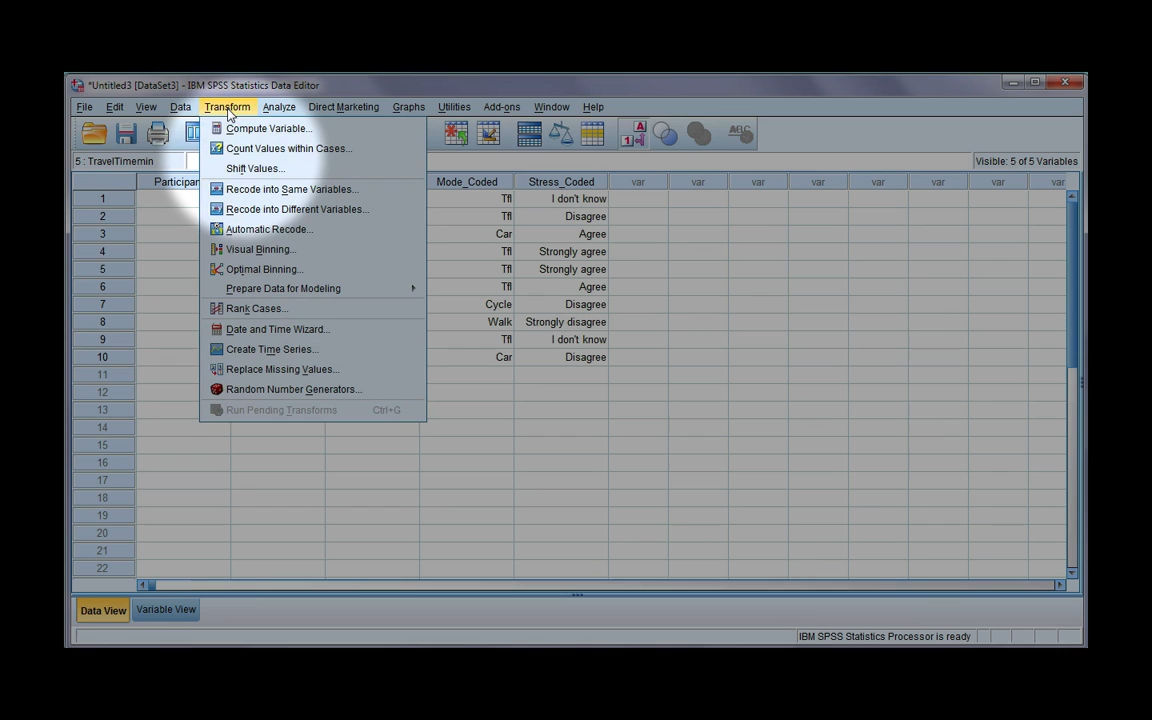 *Untitled3 [DataSet3] - IBM SPSS Statistics Data Editor
File Edit View Data Transform Analyze Direct Marketing Graphs Utilities Add-ons Window Help
5 : TravelTimemin Visible: 5 of 5 Variables
Compute Variable...
Count Values within Cases...
Shift Values...
Recode into Same Variables...
Recode into Different Variables...
Automatic Recode...
Visual Binning...
Optimal Binning...
Prepare Data for Modeling
Rank Cases...
Date and Time Wizard...
Create Time Series...
Replace Missing Values...
Random Number Generators...
Run Pending Transforms Ctrl+G
Mode_Coded Stress_Coded var var var var var var var var
1 Tfl I don't know
2 Tfl Disagree
3 Car Agree
4 Tfl Strongly agree
5 Tfl Strongly agree
6 Tfl Agree
7 Cycle Disagree
8 Walk Strongly disagree
9 Tfl I don't know
10 Car Disagree
11
12
13
14
15
16
17
18
19
20
21
22
Data View Variable View
IBM SPSS Statistics Processor is ready